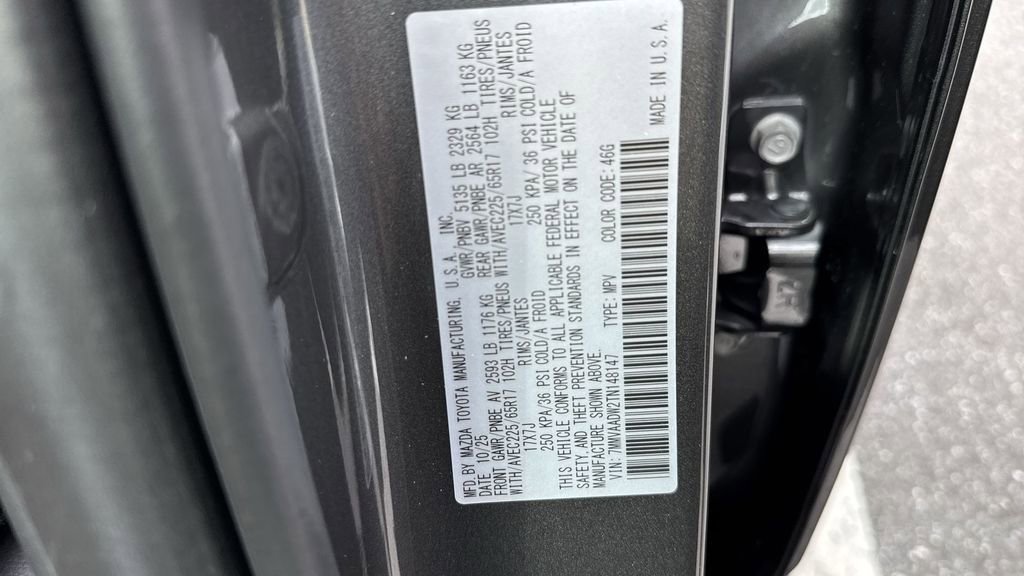 MFD. BY MAZDA TOYOTA MANUFACTURING, U.S.A., INC.
DATE 10/25 GVWR/PNBV 5135 LB 2329 KG
FRONT GAWR/PNBE AV 2593 LB 1176 KG REAR GAWR/PNBE AR 2564 LB 1163 KG
WITH/AVEC225/65R17 102H TIRES/PNEUS WITH/AVEC225/65R17 102H TIRES/PNEUS
17X7J RIMS/JANTES 17X7J RIMS/JANTES
250 KPA/36 PSI COLD/A FROID 250 KPA/36 PSI COLD/A FROID
THIS VEHICLE CONFORMS TO ALL APPLICABLE FEDERAL MOTOR VEHICLE
SAFETY, AND THEFT PREVENTION STANDARDS IN EFFECT ON THE DATE OF
MANUFACTURE SHOWN ABOVE.
VIN: 7MMVAADW2TN148147 TYPE: MPV COLOR CODE: 46G
MADE IN U.S.A.